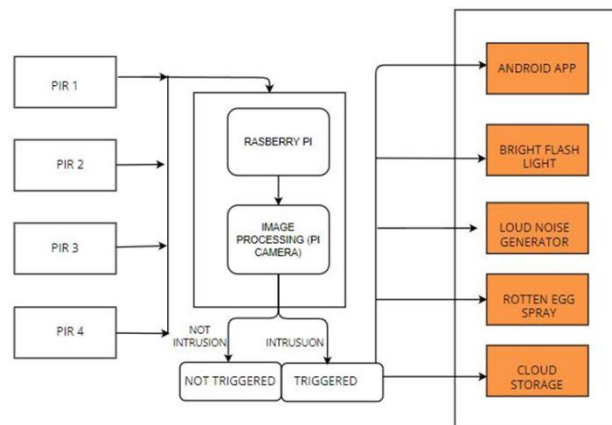 PIR 1
PIR 2
PIR 3
PIR 4
RASBERRY PI
IMAGE
PROCESSING (PI
CAMERA)
NOT
INTRUSION
INTRUSUON
NOT TRIGGERED
TRIGGERED
ANDROID APP
BRIGHT FLASH
LIGHT
LOUD NOISE
GENERATOR
ROTTEN EGG
SPRAY
CLOUD
STORAGE